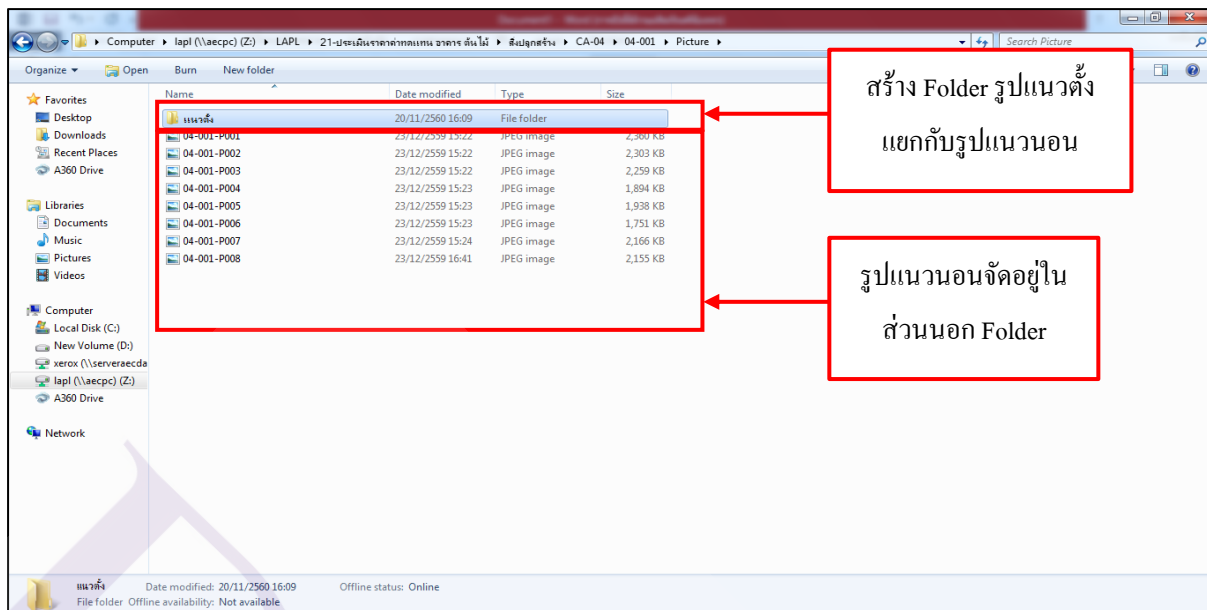 Computer ▸ lapl (\\aecpc) (Z:) ▸ LAPL ▸ 21-ประเมินราคาค่าทดแทน อาคาร ต้นไม้ ▸ สิ่งปลูกสร้าง ▸ CA-04 ▸ 04-001 ▸ Picture ▸
Search Picture
Organize ▾ Open Burn New folder
Favorites
Desktop
Downloads
Recent Places
A360 Drive
Libraries
Documents
Music
Pictures
Videos
Computer
Local Disk (C:)
New Volume (D:)
xerox (\\serveraecda
lapl (\\aecpc) (Z:)
A360 Drive
Network
Name Date modified Type Size
แนวตั้ง 20/11/2560 16:09 File folder
04-001-P001 23/12/2559 15:22 JPEG image 2,360 KB
04-001-P002 23/12/2559 15:22 JPEG image 2,303 KB
04-001-P003 23/12/2559 15:22 JPEG image 2,259 KB
04-001-P004 23/12/2559 15:23 JPEG image 1,894 KB
04-001-P005 23/12/2559 15:23 JPEG image 1,938 KB
04-001-P006 23/12/2559 15:23 JPEG image 1,751 KB
04-001-P007 23/12/2559 15:24 JPEG image 2,166 KB
04-001-P008 23/12/2559 16:41 JPEG image 2,155 KB
สร้าง Folder รูปแนวตั้ง
แยกกับรูปแนวนอน
รูปแนวนอนจัดอยู่ใน
ส่วนนอก Folder
แนวตั้ง Date modified: 20/11/2560 16:09 Offline status: Online
File folder Offline availability: Not available